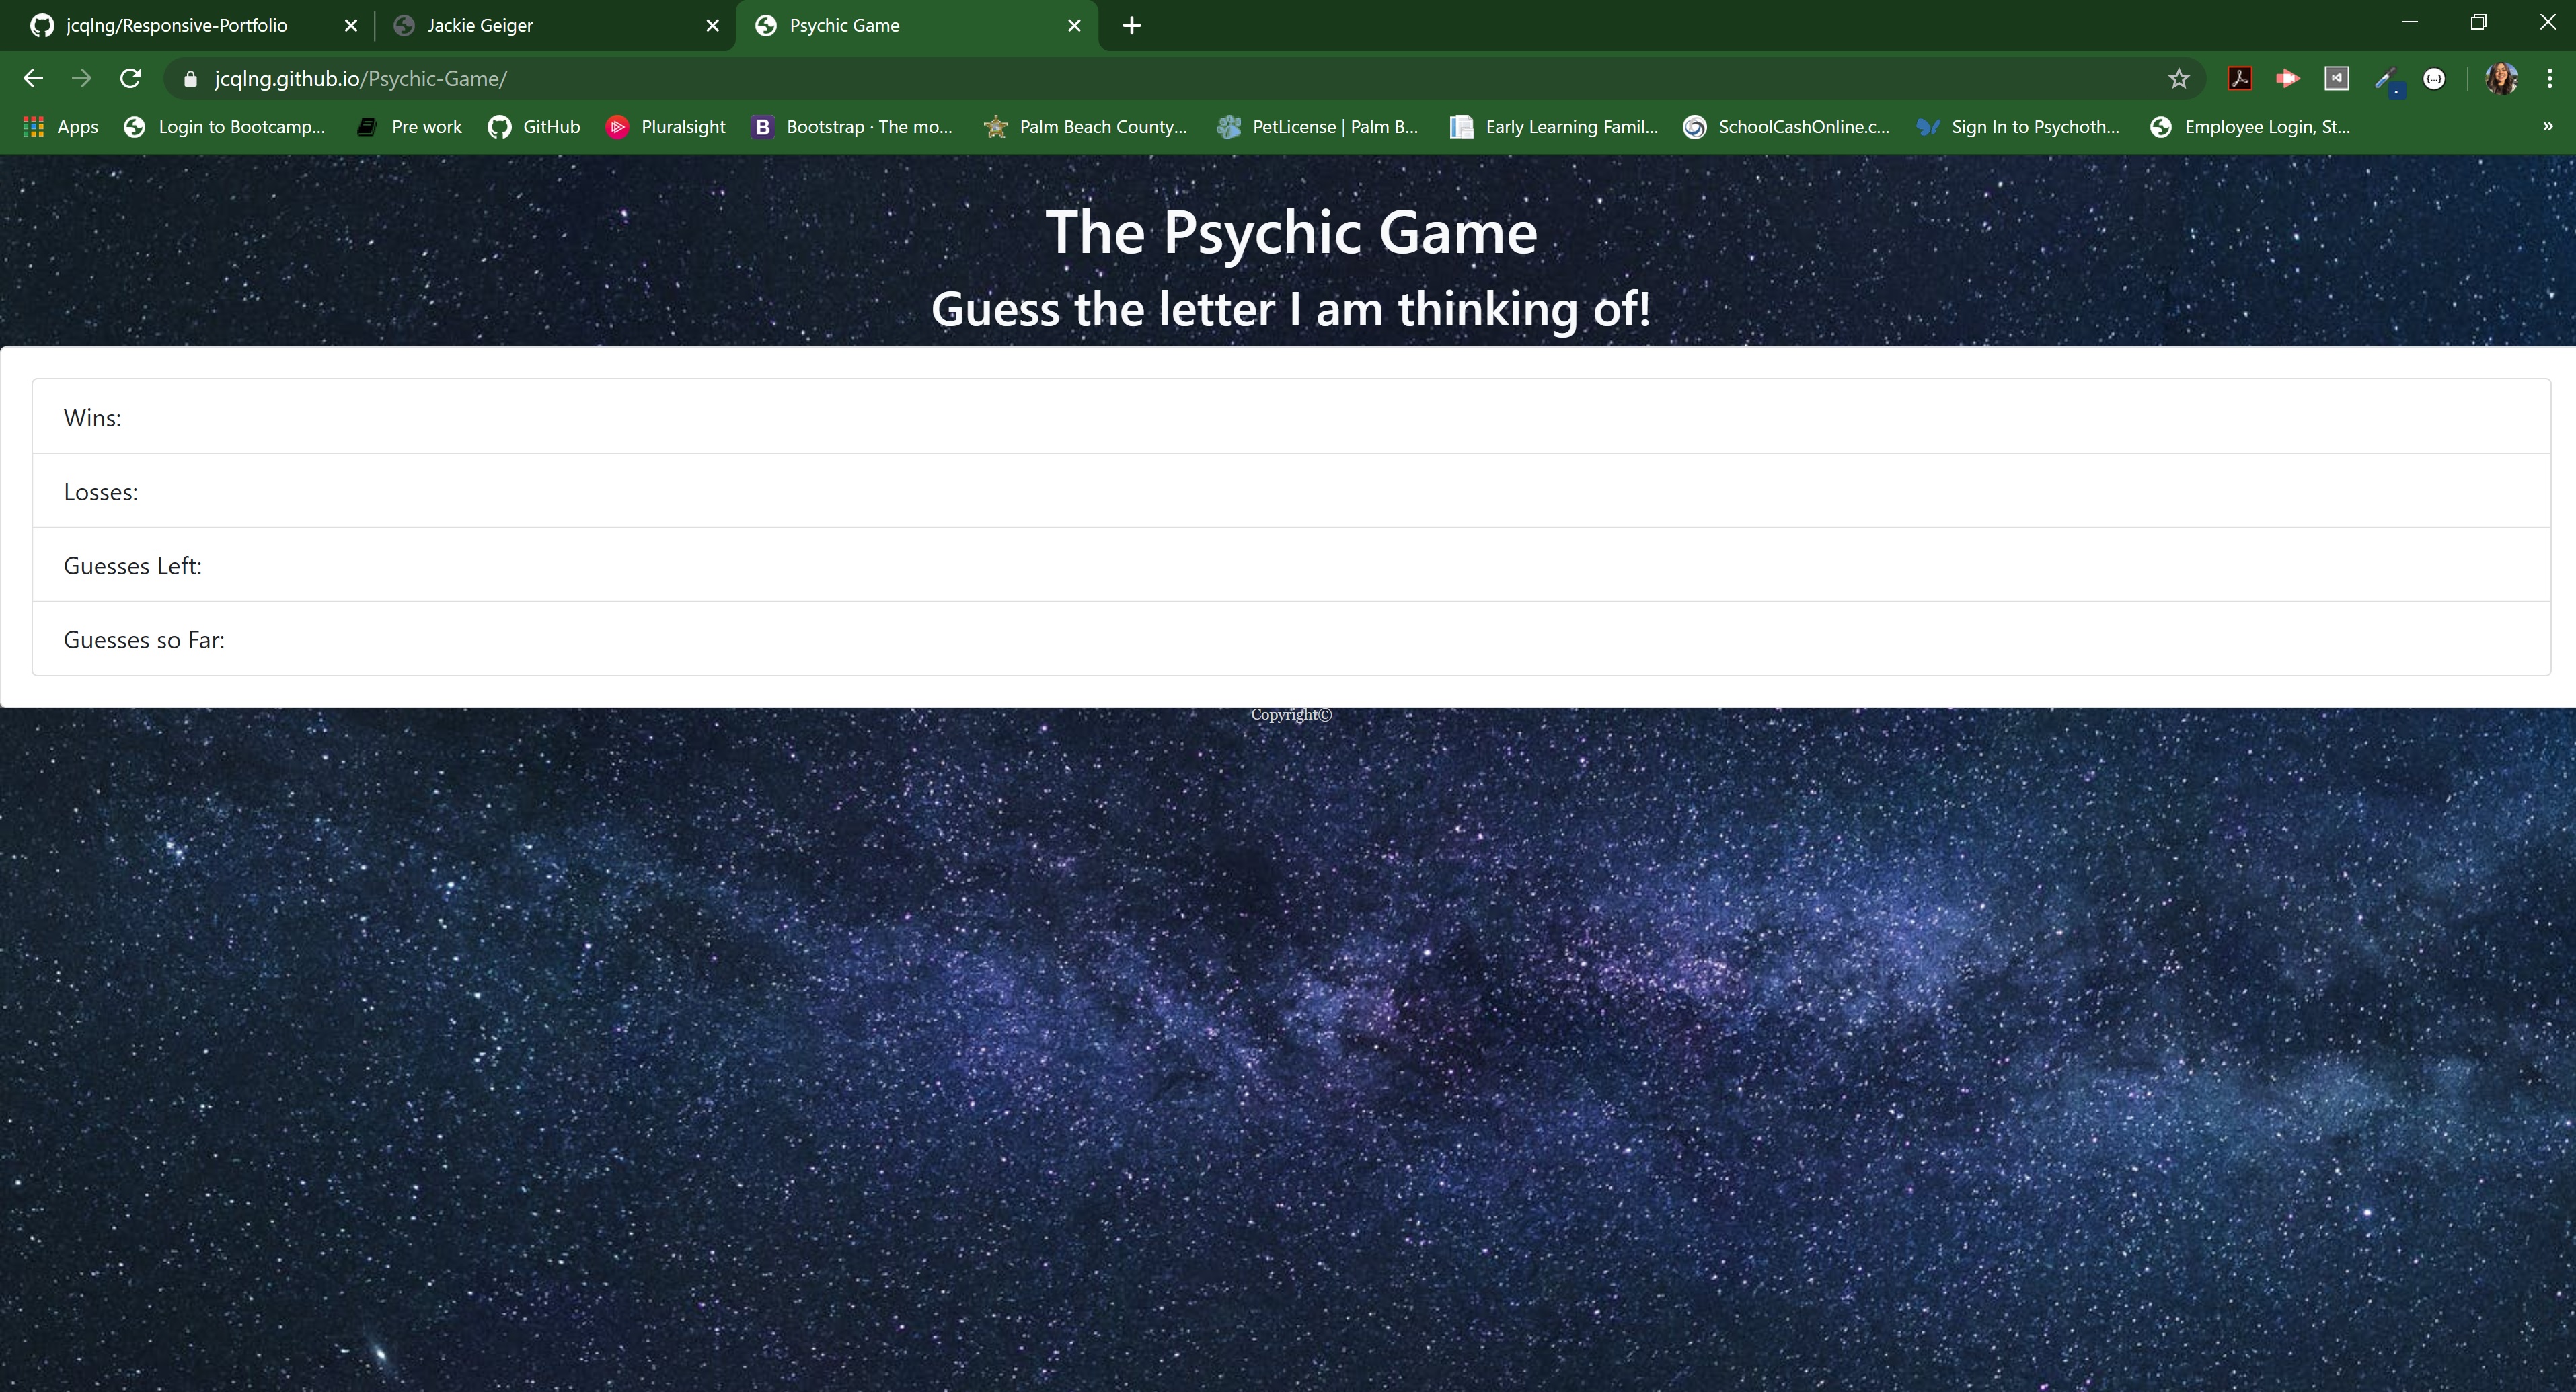 jcqlng/Responsive-Portfolio
Jackie Geiger
Psychic Game
jcqlng.github.io/Psychic-Game/
Apps
Login to Bootcamp...
Pre work
GitHub
Pluralsight
B
Bootstrap · The mo...
Palm Beach County...
PetLicense | Palm B...
Early Learning Famil...
SchoolCashOnline.c...
Sign In to Psychoth...
Employee Login, St...
»
The Psychic Game
Guess the letter I am thinking of!
Wins:
Losses:
Guesses Left:
Guesses so Far:
Copyright©